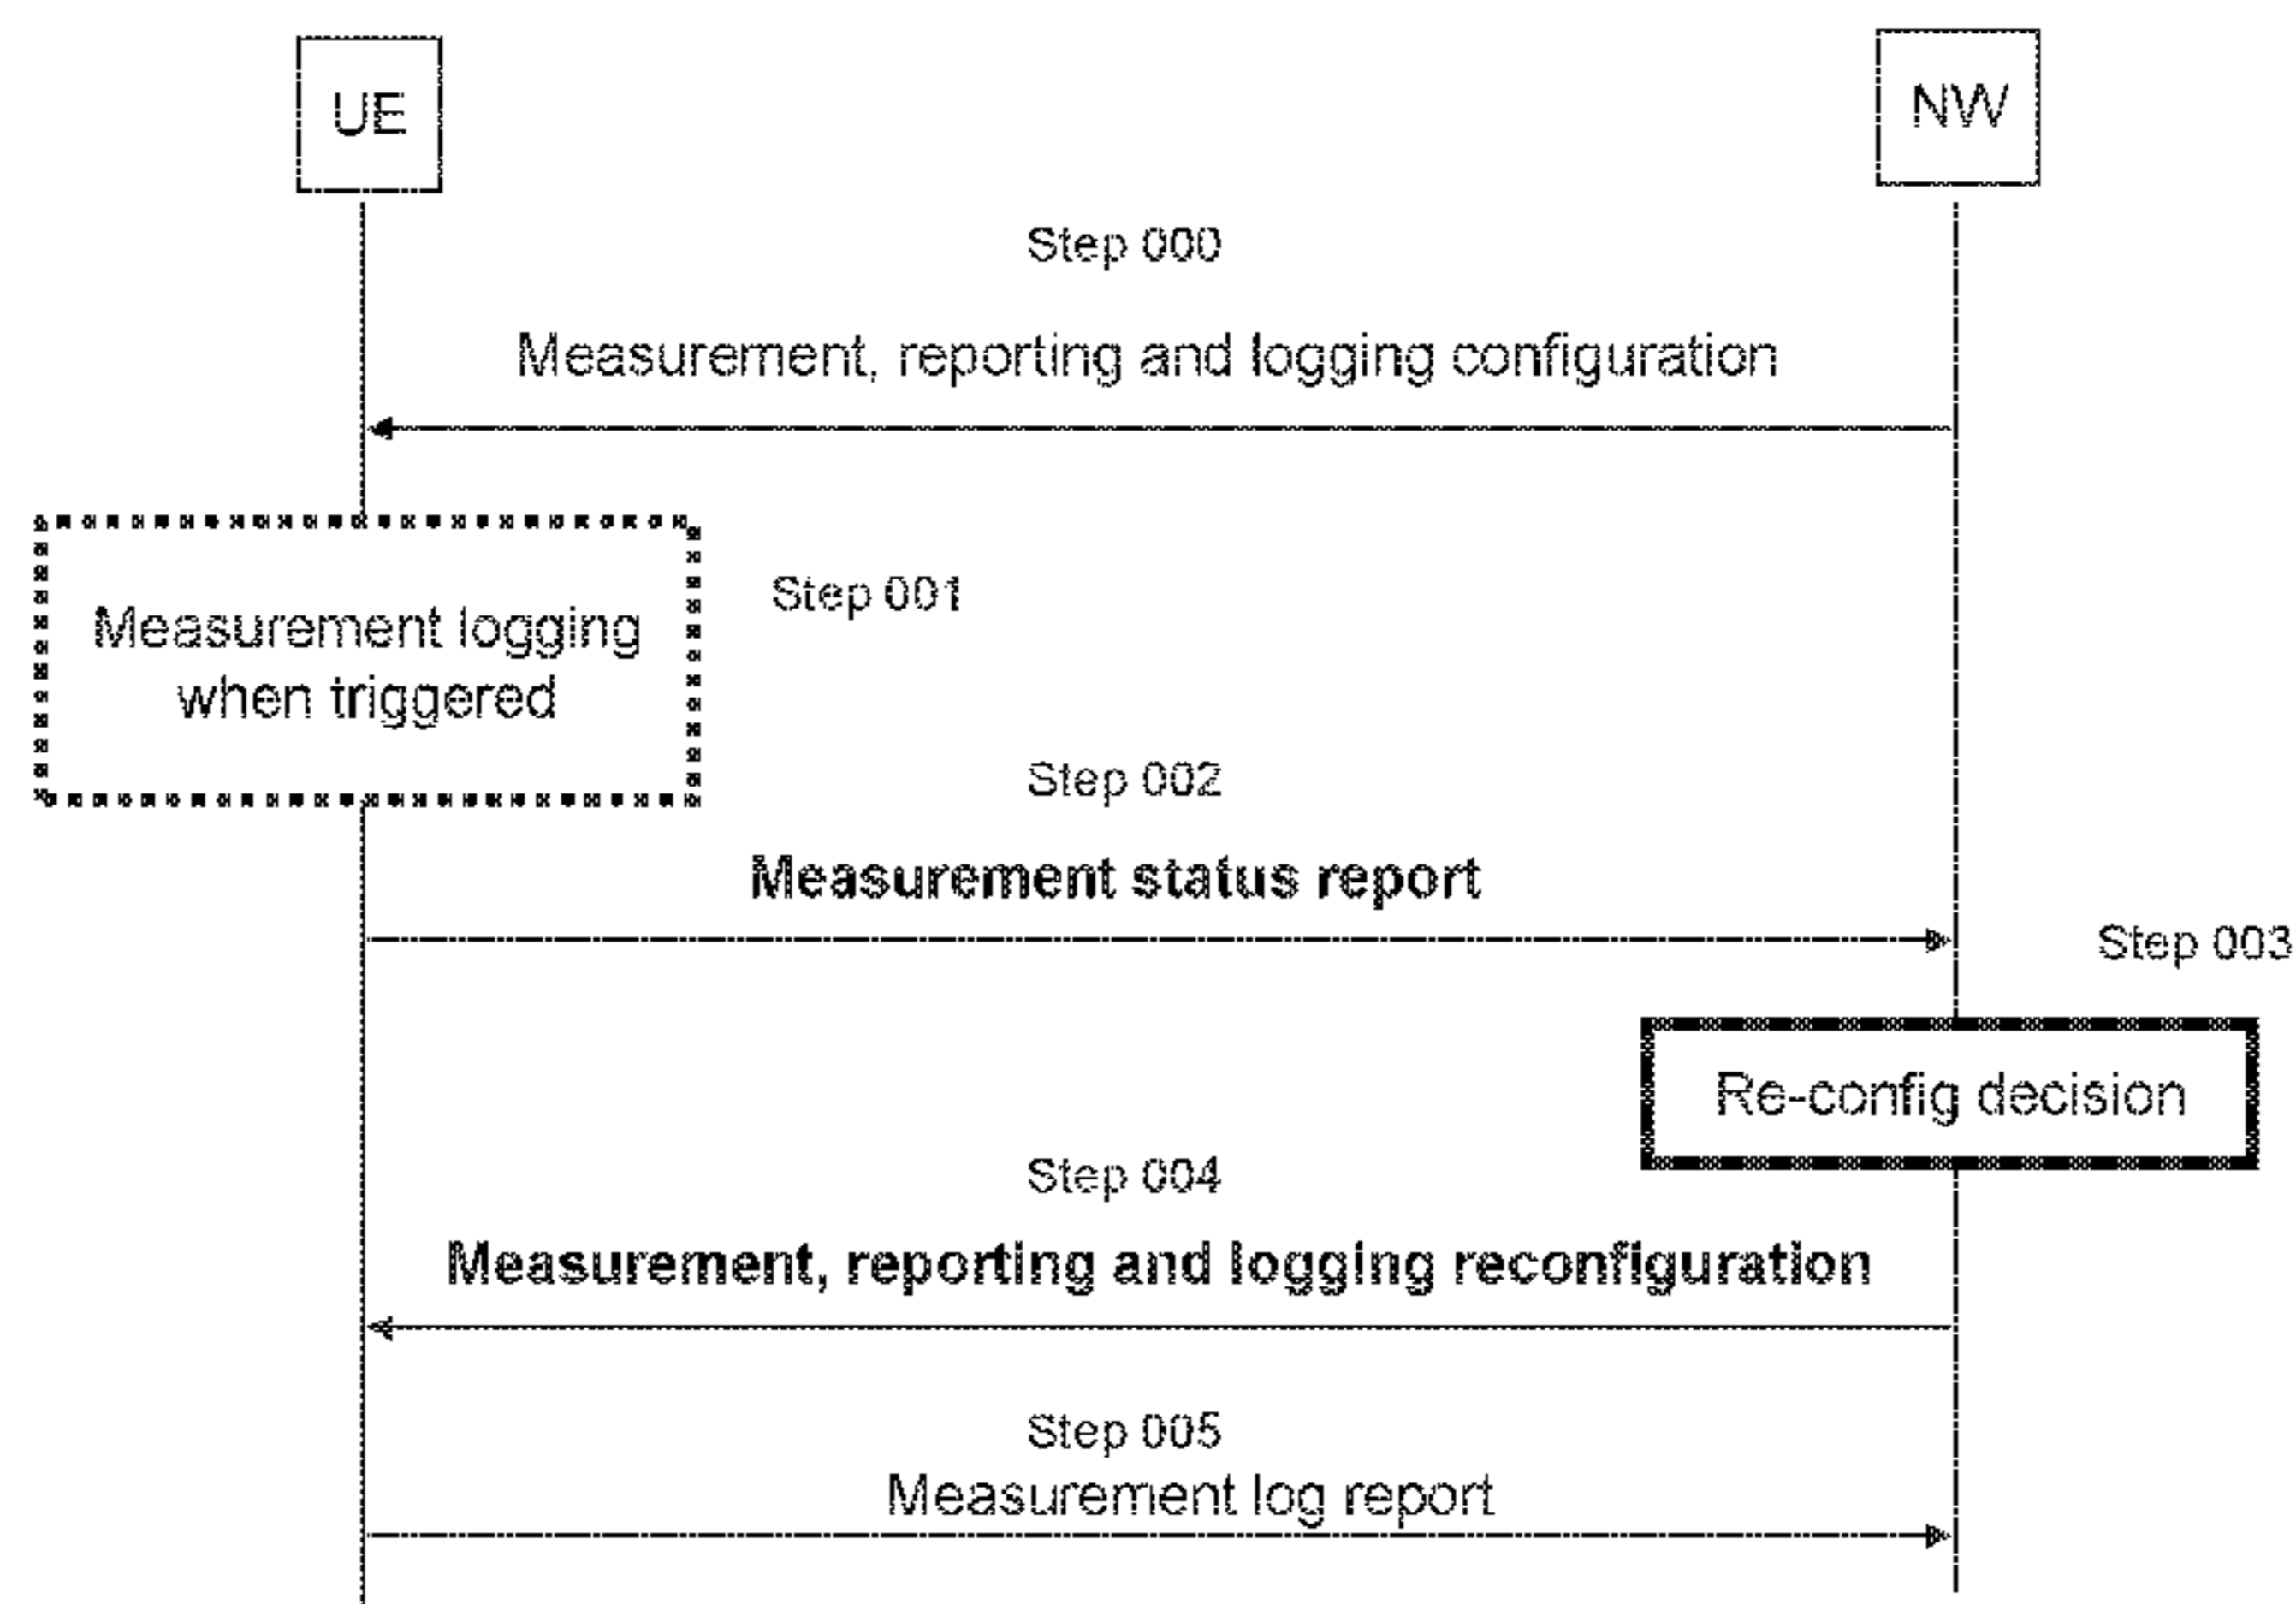 UE
NW
Step 000
Measurement, reporting and logging configuration
Step 001
Measurement logging
when triggered
Step 002
Measurement status report
Step 003
Re-config decision
Step 004
Measurement, reporting and logging reconfiguration
Step 005
Measurement log report